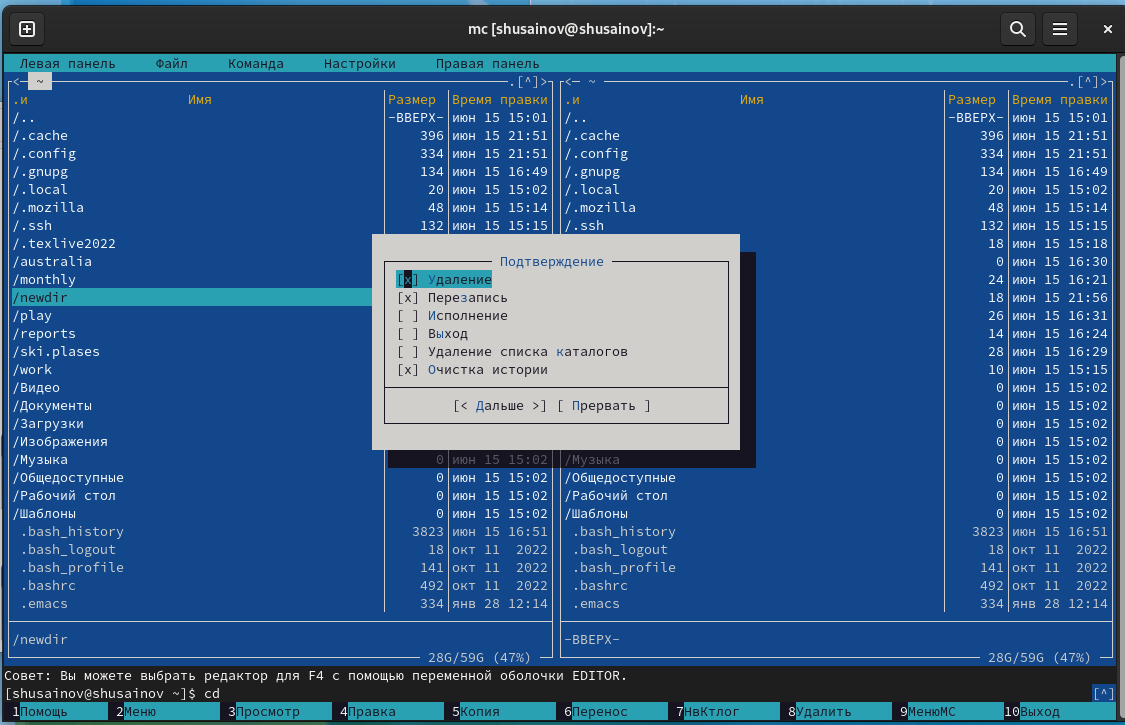 mc [shusainov@shusainov]:~
Левая панель Файл Команда Настройки Правая панель
<─ ~ .[^]> <─ ~ .[^]>
.и Имя Размер Время правки .и Имя Размер Время правки
/.. -ВВЕРХ- июн 15 15:01 /.. -ВВЕРХ- июн 15 15:01
/.cache 396 июн 15 21:51 /.cache 396 июн 15 21:51
/.config 334 июн 15 21:51 /.config 334 июн 15 21:51
/.gnupg 134 июн 15 16:49 /.gnupg 134 июн 15 16:49
/.local 20 июн 15 15:02 /.local 20 июн 15 15:02
/.mozilla 48 июн 15 15:14 /.mozilla 48 июн 15 15:14
/.ssh 132 июн 15 15:15 /.ssh 132 июн 15 15:15
/.texlive2022 18 июн 15 15:18
/australia 0 июн 15 16:30
/monthly 24 июн 15 16:21
/newdir 18 июн 15 21:56
/play 26 июн 15 16:31
/reports 14 июн 15 16:24
/ski.plases 28 июн 15 16:29
/work 10 июн 15 15:15
/Видео 0 июн 15 15:02
/Документы 0 июн 15 15:02
/Загрузки 0 июн 15 15:02
/Изображения 0 июн 15 15:02
/Музыка 0 июн 15 15:02 /Музыка 0 июн 15 15:02
/Общедоступные 0 июн 15 15:02 /Общедоступные 0 июн 15 15:02
/Рабочий стол 0 июн 15 15:02 /Рабочий стол 0 июн 15 15:02
/Шаблоны 0 июн 15 15:02 /Шаблоны 0 июн 15 15:02
.bash_history 3823 июн 15 16:51 .bash_history 3823 июн 15 16:51
.bash_logout 18 окт 11 2022 .bash_logout 18 окт 11 2022
.bash_profile 141 окт 11 2022 .bash_profile 141 окт 11 2022
.bashrc 492 окт 11 2022 .bashrc 492 окт 11 2022
.emacs 334 янв 28 12:14 .emacs 334 янв 28 12:14
/newdir -ВВЕРХ-
28G/59G (47%) 28G/59G (47%)
Подтверждение
[x] Удаление
[x] Перезапись
[ ] Исполнение
[ ] Выход
[ ] Удаление списка каталогов
[x] Очистка истории
[< Дальше >] [ Прервать ]
Совет: Вы можете выбрать редактор для F4 с помощью переменной оболочки EDITOR.
[shusainov@shusainov ~]$ cd [^]
1Помощь 2Меню 3Просмотр 4Правка 5Копия 6Перенос 7НвКтлог 8Удалить 9МенюMC 10Выход